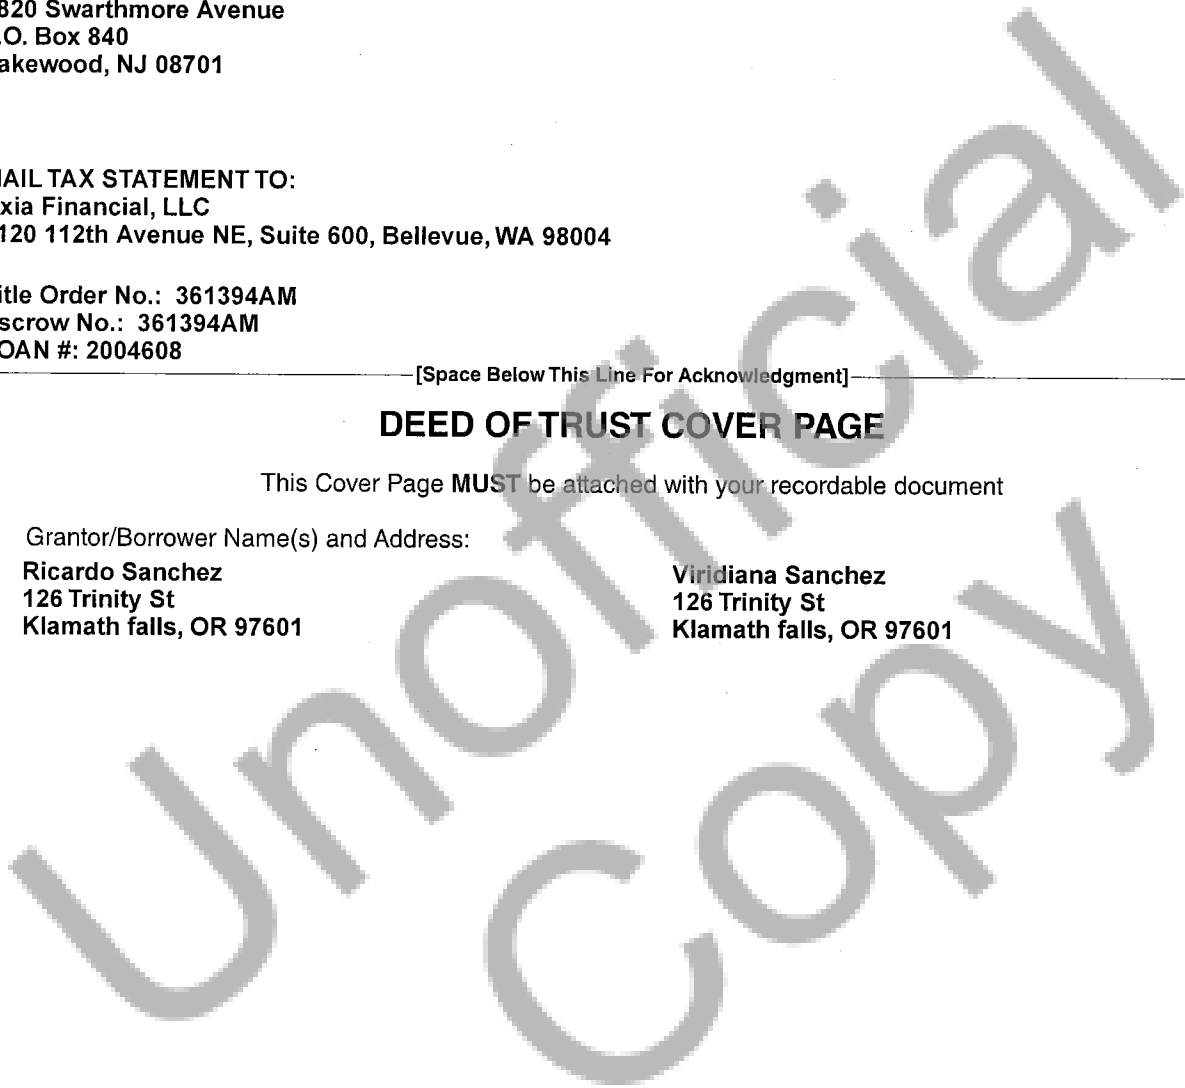 820 Swarthmore Avenue
.O. Box 840
akewood, NJ 08701
AIL TAX STATEMENT TO:
xia Financial, LLC
120 112th Avenue NE, Suite 600, Bellevue, WA 98004
itle Order No.: 361394AM
scrow No.: 361394AM
OAN #: 2004608
[Space Below This Line For Acknowledgment]
DEED OF TRUST COVER PAGE
This Cover Page MUST be attached with your recordable document
Grantor/Borrower Name(s) and Address:
Ricardo Sanchez
126 Trinity St
Klamath falls, OR 97601
Viridiana Sanchez
126 Trinity St
Klamath falls, OR 97601
Unofficial
Copy